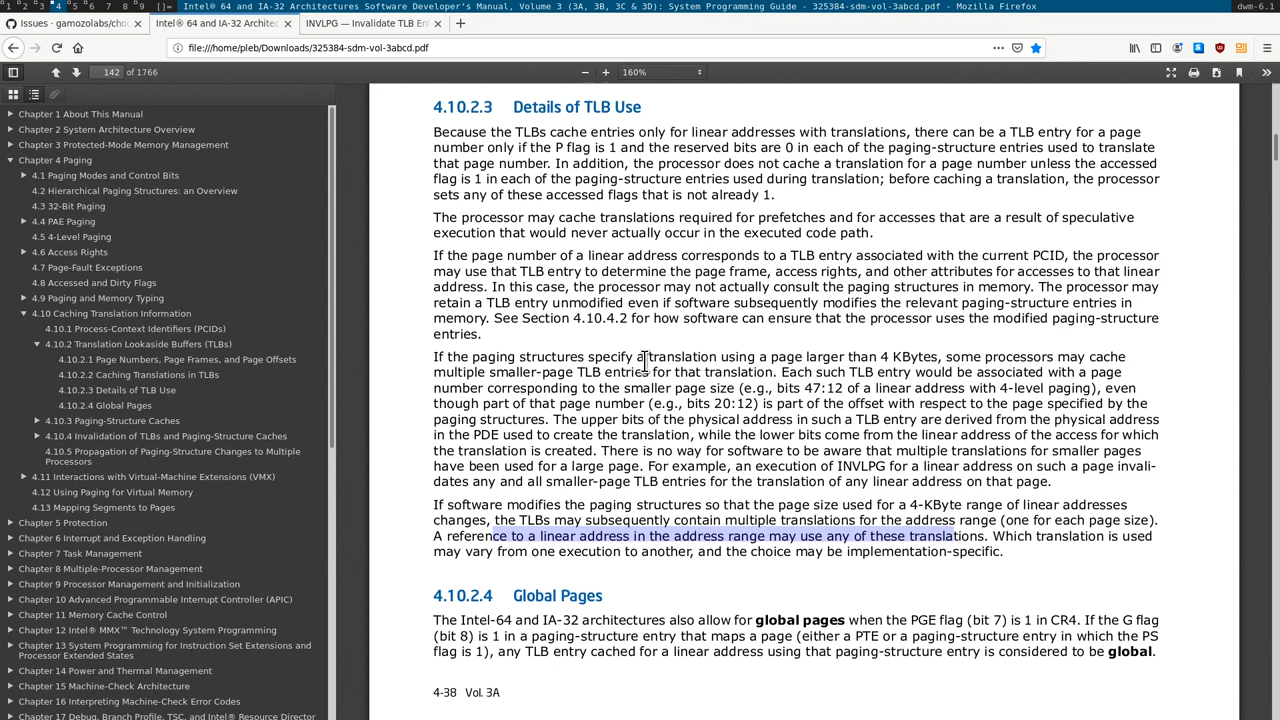 1 2 3 4 5 6 7 8 9 []= Intel® 64 and IA-32 Architectures Software Developer's Manual, Volume 3 (3A, 3B, 3C & 3D): System Programming Guide - 325384-sdm-vol-3abcd.pdf - Mozilla Firefox dwm-6.1
Issues · gamozolabs/cho Intel® 64 and IA-32 Architec INVLPG — Invalidate TLB Ent
file:///home/pleb/Downloads/325384-sdm-vol-3abcd.pdf
142 of 1766 160%
Chapter 1 About This Manual
Chapter 2 System Architecture Overview
Chapter 3 Protected-Mode Memory Management
Chapter 4 Paging
4.1 Paging Modes and Control Bits
4.2 Hierarchical Paging Structures: an Overview
4.3 32-Bit Paging
4.4 PAE Paging
4.5 4-Level Paging
4.6 Access Rights
4.7 Page-Fault Exceptions
4.8 Accessed and Dirty Flags
4.9 Paging and Memory Typing
4.10 Caching Translation Information
4.10.1 Process-Context Identifiers (PCIDs)
4.10.2 Translation Lookaside Buffers (TLBs)
4.10.2.1 Page Numbers, Page Frames, and Page Offsets
4.10.2.2 Caching Translations in TLBs
4.10.2.3 Details of TLB Use
4.10.2.4 Global Pages
4.10.3 Paging-Structure Caches
4.10.4 Invalidation of TLBs and Paging-Structure Caches
4.10.5 Propagation of Paging-Structure Changes to Multiple
Processors
4.11 Interactions with Virtual-Machine Extensions (VMX)
4.12 Using Paging for Virtual Memory
4.13 Mapping Segments to Pages
Chapter 5 Protection
Chapter 6 Interrupt and Exception Handling
Chapter 7 Task Management
Chapter 8 Multiple-Processor Management
Chapter 9 Processor Management and Initialization
Chapter 10 Advanced Programmable Interrupt Controller (APIC)
Chapter 11 Memory Cache Control
Chapter 12 Intel® MMX™ Technology System Programming
Chapter 13 System Programming for Instruction Set Extensions and
Processor Extended States
Chapter 14 Power and Thermal Management
Chapter 15 Machine-Check Architecture
Chapter 16 Interpreting Machine-Check Error Codes
Chapter 17 Debug, Branch Profile, TSC, and Intel® Resource Director
4.10.2.3 Details of TLB Use
Because the TLBs cache entries only for linear addresses with translations, there can be a TLB entry for a page
number only if the P flag is 1 and the reserved bits are 0 in each of the paging-structure entries used to translate
that page number. In addition, the processor does not cache a translation for a page number unless the accessed
flag is 1 in each of the paging-structure entries used during translation; before caching a translation, the processor
sets any of these accessed flags that is not already 1.
The processor may cache translations required for prefetches and for accesses that are a result of speculative
execution that would never actually occur in the executed code path.
If the page number of a linear address corresponds to a TLB entry associated with the current PCID, the processor
may use that TLB entry to determine the page frame, access rights, and other attributes for accesses to that linear
address. In this case, the processor may not actually consult the paging structures in memory. The processor may
retain a TLB entry unmodified even if software subsequently modifies the relevant paging-structure entries in
memory. See Section 4.10.4.2 for how software can ensure that the processor uses the modified paging-structure
entries.
If the paging structures specify a translation using a page larger than 4 KBytes, some processors may cache
multiple smaller-page TLB entries for that translation. Each such TLB entry would be associated with a page
number corresponding to the smaller page size (e.g., bits 47:12 of a linear address with 4-level paging), even
though part of that page number (e.g., bits 20:12) is part of the offset with respect to the page specified by the
paging structures. The upper bits of the physical address in such a TLB entry are derived from the physical address
in the PDE used to create the translation, while the lower bits come from the linear address of the access for which
the translation is created. There is no way for software to be aware that multiple translations for smaller pages
have been used for a large page. For example, an execution of INVLPG for a linear address on such a page invali-
dates any and all smaller-page TLB entries for the translation of any linear address on that page.
If software modifies the paging structures so that the page size used for a 4-KByte range of linear addresses
changes, the TLBs may subsequently contain multiple translations for the address range (one for each page size).
A reference to a linear address in the address range may use any of these translations. Which translation is used
may vary from one execution to another, and the choice may be implementation-specific.
4.10.2.4 Global Pages
The Intel-64 and IA-32 architectures also allow for global pages when the PGE flag (bit 7) is 1 in CR4. If the G flag
(bit 8) is 1 in a paging-structure entry that maps a page (either a PTE or a paging-structure entry in which the PS
flag is 1), any TLB entry cached for a linear address using that paging-structure entry is considered to be global.
4-38 Vol. 3A